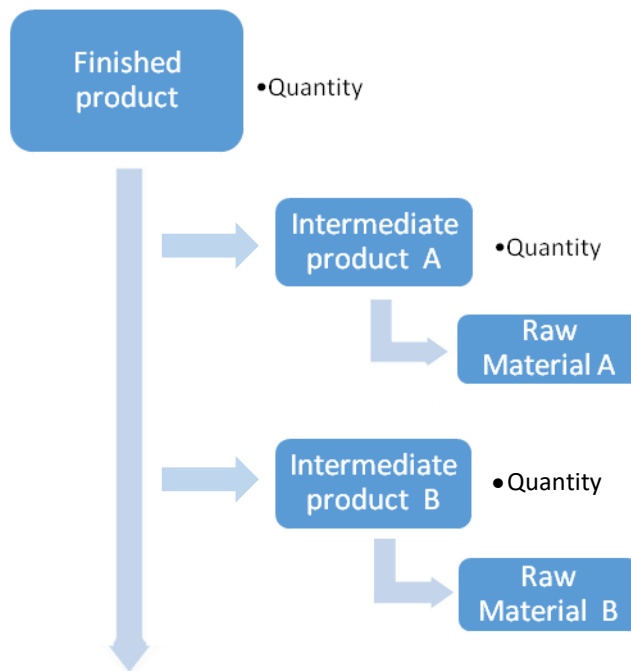 Finished
product
•Quantity
Intermediate
product A
•Quantity
Raw
Material A
Intermediate
product B
•Quantity
Raw
Material B